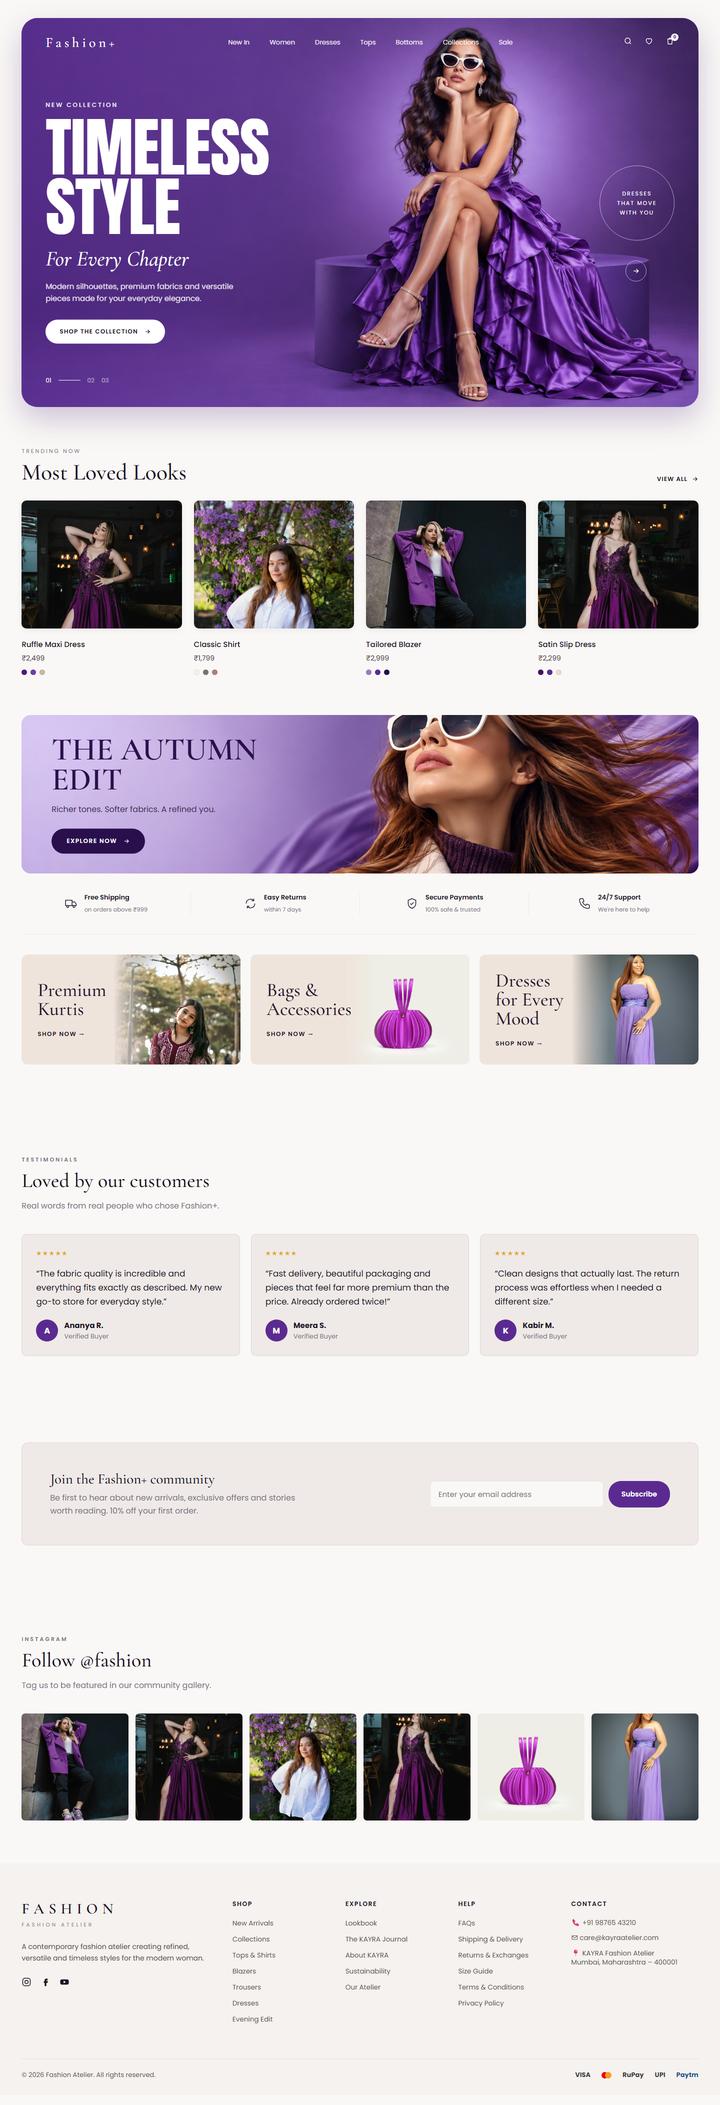 Fashion+
New In Women Dresses Tops Bottoms Collections Sale
0
NEW COLLECTION
TIMELESS
STYLE
For Every Chapter
Modern silhouettes, premium fabrics and versatile
pieces made for your everyday elegance.
SHOP THE COLLECTION →
01 02 03
DRESSES
THAT MOVE
WITH YOU
→
TRENDING NOW
Most Loved Looks
VIEW ALL →
Ruffle Maxi Dress
₹2,499
Classic Shirt
₹1,799
Tailored Blazer
₹2,999
Satin Slip Dress
₹2,299
THE AUTUMN
EDIT
Richer tones. Softer fabrics. A refined you.
EXPLORE NOW →
Free Shipping
on orders above ₹999
Easy Returns
within 7 days
Secure Payments
100% safe & trusted
24/7 Support
We're here to help
Premium
Kurtis
SHOP NOW →
Bags &
Accessories
SHOP NOW →
Dresses
for Every
Mood
SHOP NOW →
TESTIMONIALS
Loved by our customers
Real words from real people who chose Fashion+.
★★★★★
“The fabric quality is incredible and
everything fits exactly as described. My new
go-to store for everyday style.”
A
Ananya R.
Verified Buyer
★★★★★
“Fast delivery, beautiful packaging and
pieces that feel far more premium than the
price. Already ordered twice!”
M
Meera S.
Verified Buyer
★★★★★
“Clean designs that actually last. The return
process was effortless when I needed a
different size.”
K
Kabir M.
Verified Buyer
Join the Fashion+ community
Be first to hear about new arrivals, exclusive offers and stories
worth reading. 10% off your first order.
Enter your email address
Subscribe
INSTAGRAM
Follow @fashion
Tag us to be featured in our community gallery.
FASHION
FASHION ATELIER
A contemporary fashion atelier creating refined,
versatile and timeless styles for the modern woman.
SHOP
New Arrivals
Collections
Tops & Shirts
Blazers
Trousers
Dresses
Evening Edit
EXPLORE
Lookbook
The KAYRA Journal
About KAYRA
Sustainability
Our Atelier
HELP
FAQs
Shipping & Delivery
Returns & Exchanges
Size Guide
Terms & Conditions
Privacy Policy
CONTACT
+91 98765 43210
care@kayraatelier.com
KAYRA Fashion Atelier
Mumbai, Maharashtra – 400001
© 2026 Fashion Atelier. All rights reserved.
VISA RuPay UPI Paytm